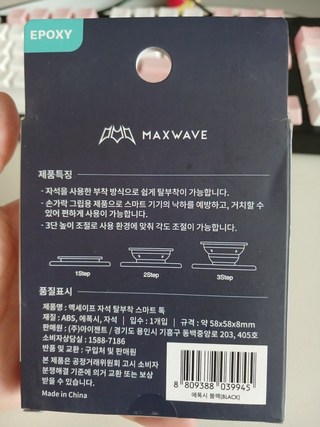 EPOXY
MAXWAVE
제품특징
- 자석을 사용한 부착 방식으로 쉽게 탈부착이 가능합니다.
- 손가락 그립용 제품으로 스마트 기기의 낙하를 예방하고, 거치할 수
있어 편하게 사용이 가능합니다.
- 3단 높이 조절로 사용 환경에 맞춰 각도 조절이 가능합니다.
1Step 2Step 3Step
품질표시
제품명 : 맥세이프 자석 탈부착 스마트 톡
재질 : ABS, 에폭시, 자석 | 입수 : 1개입 | 규격 : 약 58x58x8mm
판매원 : (주)아이젠트 / 경기도 용인시 기흥구 동백중앙로 203, 405호
소비자상담실 : 1588-7186
반품 및 교환 : 구입처 및 판매원
본 제품은 공정거래위원회 고시 소비자
분쟁해결 기준에 의거 교환 또는 보상
받을 수 있습니다.
Made in China
8 809388 039945
에폭시 블랙(BLACK)